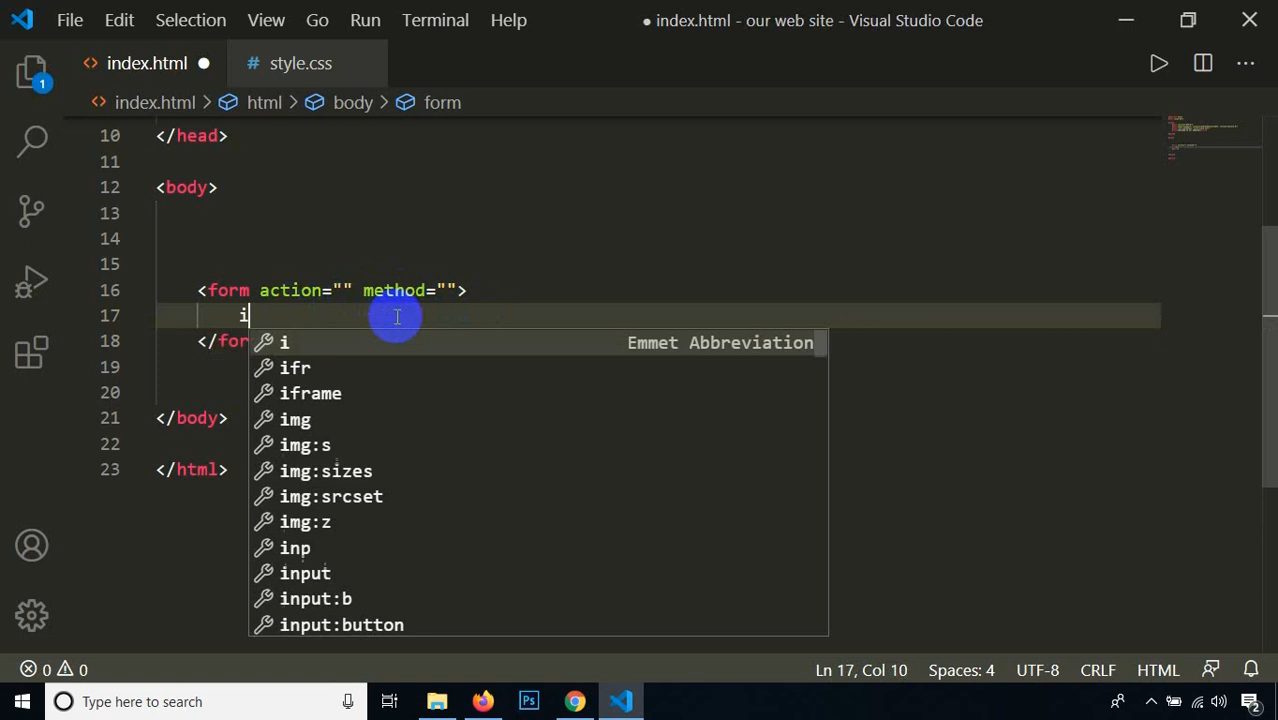 File Edit Selection View Go Run Terminal Help ● index.html - our web site - Visual Studio Code
index.html ● # style.css
index.html > html > body > form
1
10 </head>
11
12 <body>
13
14
15
16 <form action="" method="">
17 i
18 </for
19
20
21 </body>
22
23 </html>
i Emmet Abbreviation
ifr
iframe
img
img:s
img:sizes
img:srcset
img:z
inp
input
input:b
input:button
0 0 Ln 17, Col 10 Spaces: 4 UTF-8 CRLF HTML
Type here to search Ps 2